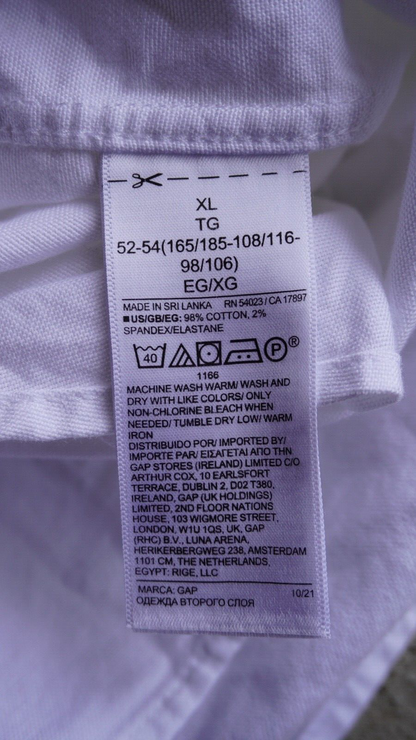 XL
TG
52-54(165/185-108/116-
98/106)
EG/XG
MADE IN SRI LANKA RN 54023 / CA 17897
■US/GB/EG: 98% COTTON, 2%
SPANDEX/ELASTANE
40 P ®
1166
MACHINE WASH WARM/ WASH AND
DRY WITH LIKE COLORS/ ONLY
NON-CHLORINE BLEACH WHEN
NEEDED/ TUMBLE DRY LOW/ WARM
IRON
DISTRIBUIDO POR/ IMPORTED BY/
IMPORTÉ PAR/ ΕΙΣΑΓΕΤΑΙ ΑΠΟ ΤΗΝ
GAP STORES (IRELAND) LIMITED C/O
ARTHUR COX, 10 EARLSFORT
TERRACE, DUBLIN 2, D02 T380,
IRELAND, GAP (UK HOLDINGS)
LIMITED, 2ND FLOOR NATIONS
HOUSE, 103 WIGMORE STREET,
LONDON, W1U 1QS, UK, GAP
(RHC) B.V., LUNA ARENA,
HERIKERBERGWEG 238, AMSTERDAM
1101 CM, THE NETHERLANDS,
EGYPT: RIGE, LLC
MARCA: GAP 10/21
ОДЕЖДА ВТОРОГО СЛОЯ